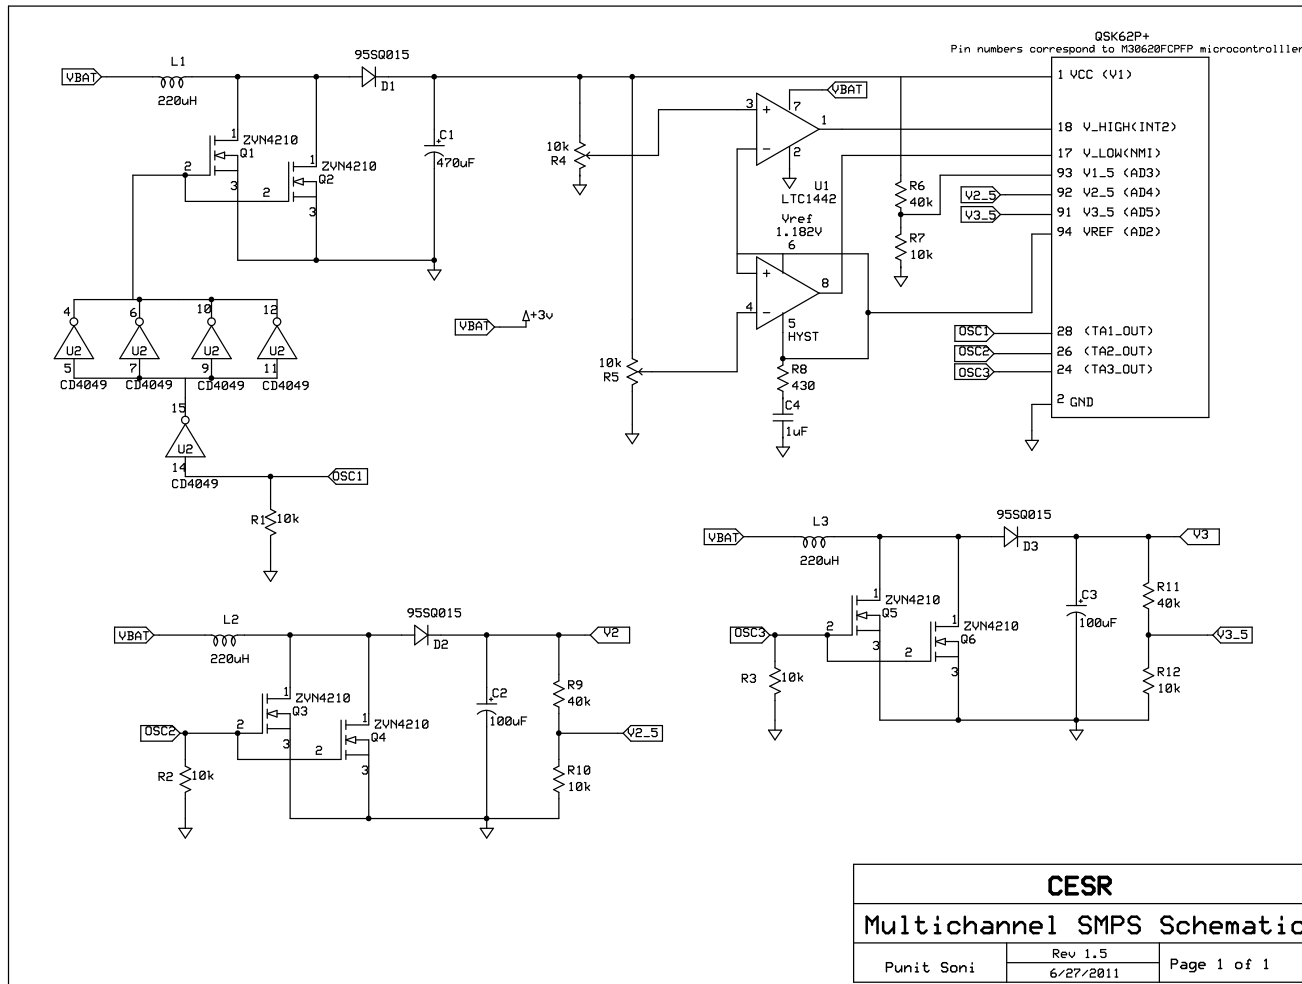 QSK62P+
Pin numbers correspond to M30620FCPFP microcontrolller
VBAT
L1
220uH
95SQ015
D1
1
ZVN4210
2
Q1
3
1
ZVN4210
2
Q2
3
C1
470uF
10k
R4
3
+
−
7
VBAT
1
2
U1
LTC1442
Vref
1.182V
6
+
−
8
4
5
HYST
10k
R5
R8
430
C4
1uF
R6
40k
R7
10k
1 VCC (V1)
18 V_HIGH(INT2)
17 V_LOW(NMI)
93 V1_5 (AD3)
V2_5
92 V2_5 (AD4)
V3_5
91 V3_5 (AD5)
94 VREF (AD2)
OSC1
28 (TA1_OUT)
OSC2
26 (TA2_OUT)
OSC3
24 (TA3_OUT)
2 GND
VBAT
+3v
4
6
10
12
U2
U2
U2
U2
5
7
9
11
CD4049
CD4049
CD4049
CD4049
15
U2
14
CD4049
OSC1
R1
10k
VBAT
L2
220uH
95SQ015
D2
V2
1
ZVN4210
Q3
2
3
1
ZVN4210
Q4
2
3
OSC2
R2
10k
C2
100uF
R9
40k
V2_5
R10
10k
VBAT
L3
220uH
95SQ015
D3
V3
1
ZVN4210
Q5
2
3
1
ZVN4210
Q6
2
3
OSC3
R3
10k
C3
100uF
R11
40k
V3_5
R12
10k
CESR
Multichannel SMPS Schematic
Punit Soni
Rev 1.5
6/27/2011
Page 1 of 1